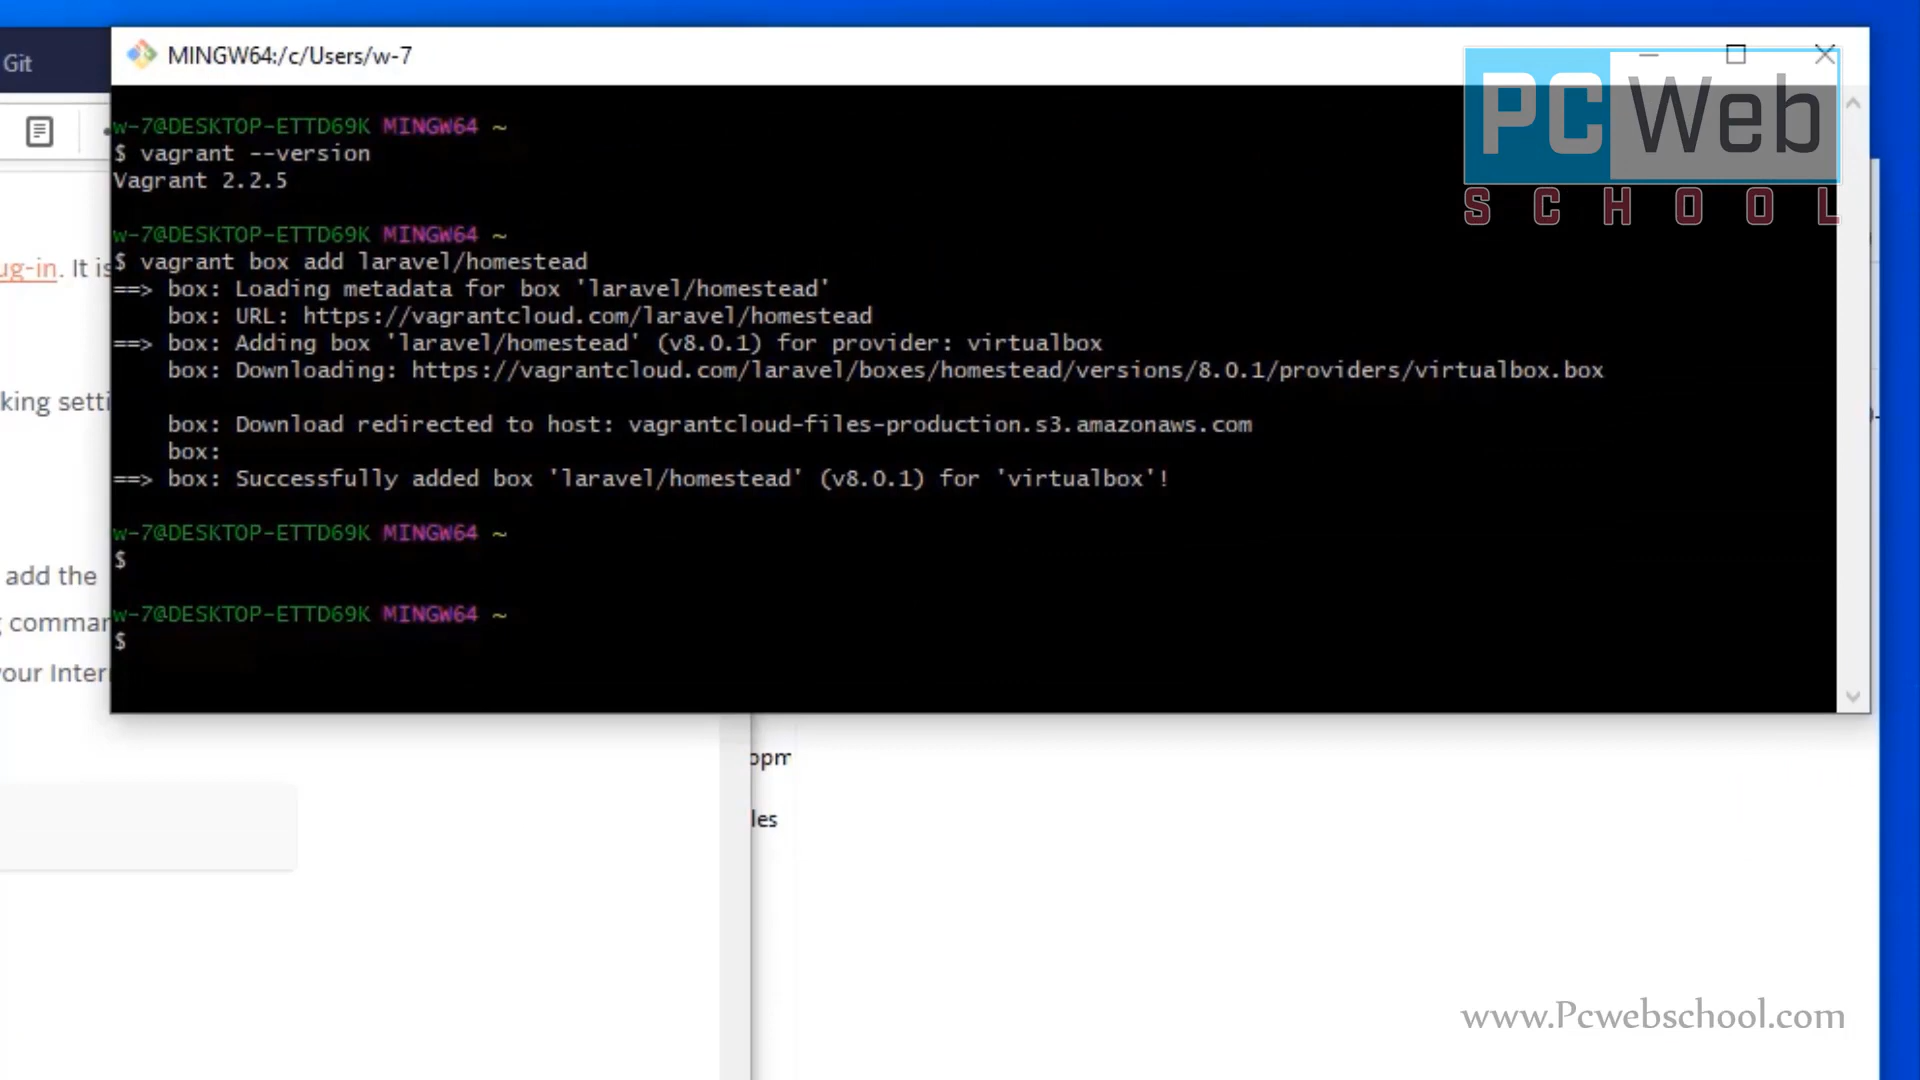 Git
MINGW64:/c/Users/w-7
PC Web
SCHOOL
w-7@DESKTOP-ETTD69K MINGW64 ~
$ vagrant --version
Vagrant 2.2.5
w-7@DESKTOP-ETTD69K MINGW64 ~
ug-in. It is
$ vagrant box add laravel/homestead
==> box: Loading metadata for box 'laravel/homestead'
box: URL: https://vagrantcloud.com/laravel/homestead
==> box: Adding box 'laravel/homestead' (v8.0.1) for provider: virtualbox
box: Downloading: https://vagrantcloud.com/laravel/boxes/homestead/versions/8.0.1/providers/virtualbox.box
king setti
box: Download redirected to host: vagrantcloud-files-production.s3.amazonaws.com
box:
==> box: Successfully added box 'laravel/homestead' (v8.0.1) for 'virtualbox'!
w-7@DESKTOP-ETTD69K MINGW64 ~
$
add the
w-7@DESKTOP-ETTD69K MINGW64 ~
g comman
$
your Inter
opm
les
www.Pcwebschool.com